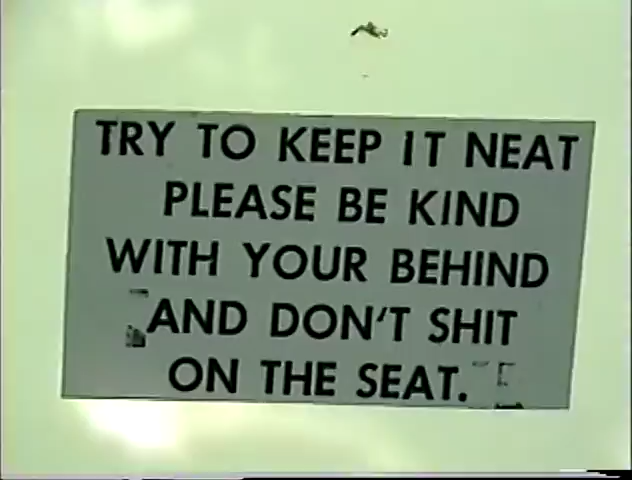 TRY TO KEEP IT NEAT
PLEASE BE KIND
WITH YOUR BEHIND
AND DON'T SHIT
ON THE SEAT.